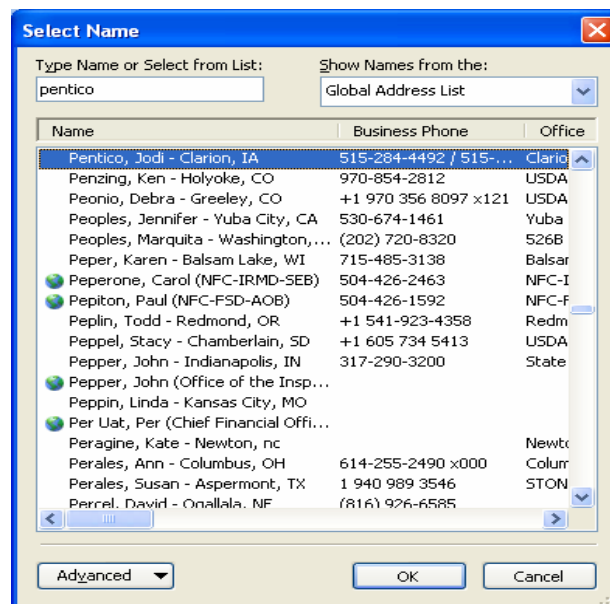 Select Name
Type Name or Select from List: Show Names from the:
pentico Global Address List
Name Business Phone Office
Pentico, Jodi - Clarion, IA 515-284-4492 / 515-... Clario
Penzing, Ken - Holyoke, CO 970-854-2812 USDA
Peonio, Debra - Greeley, CO +1 970 356 8097 x121 USDA
Peoples, Jennifer - Yuba City, CA 530-674-1461 Yuba
Peoples, Marquita - Washington,... (202) 720-8320 526B
Peper, Karen - Balsam Lake, WI 715-485-3138 Balsar
Peperone, Carol (NFC-IRMD-SEB) 504-426-2463 NFC-I
Pepiton, Paul (NFC-FSD-AOB) 504-426-1592 NFC-F
Peplin, Todd - Redmond, OR +1 541-923-4358 Redm
Peppel, Stacy - Chamberlain, SD +1 605 734 5413 USDA
Pepper, John - Indianapolis, IN 317-290-3200 State
Pepper, John (Office of the Insp...
Peppin, Linda - Kansas City, MO
Per Uat, Per (Chief Financial Offi...
Peragine, Kate - Newton, nc Newto
Perales, Ann - Columbus, OH 614-255-2490 x000 Colum
Perales, Susan - Aspermont, TX 1 940 989 3546 STON
Percel, David - Ogallala, NE (816) 926-6585
Advanced OK Cancel